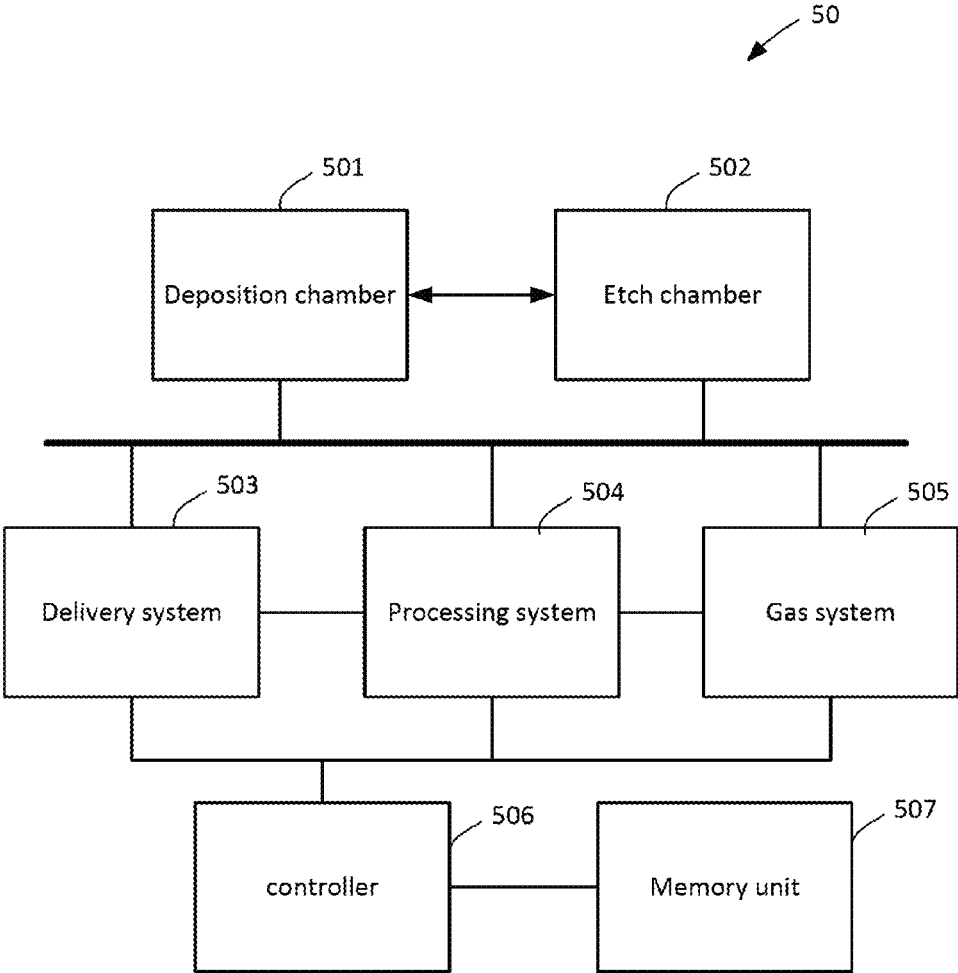 50
501
502
Deposition chamber
Etch chamber
503
504
505
Delivery system
Processing system
Gas system
506
507
controller
Memory unit